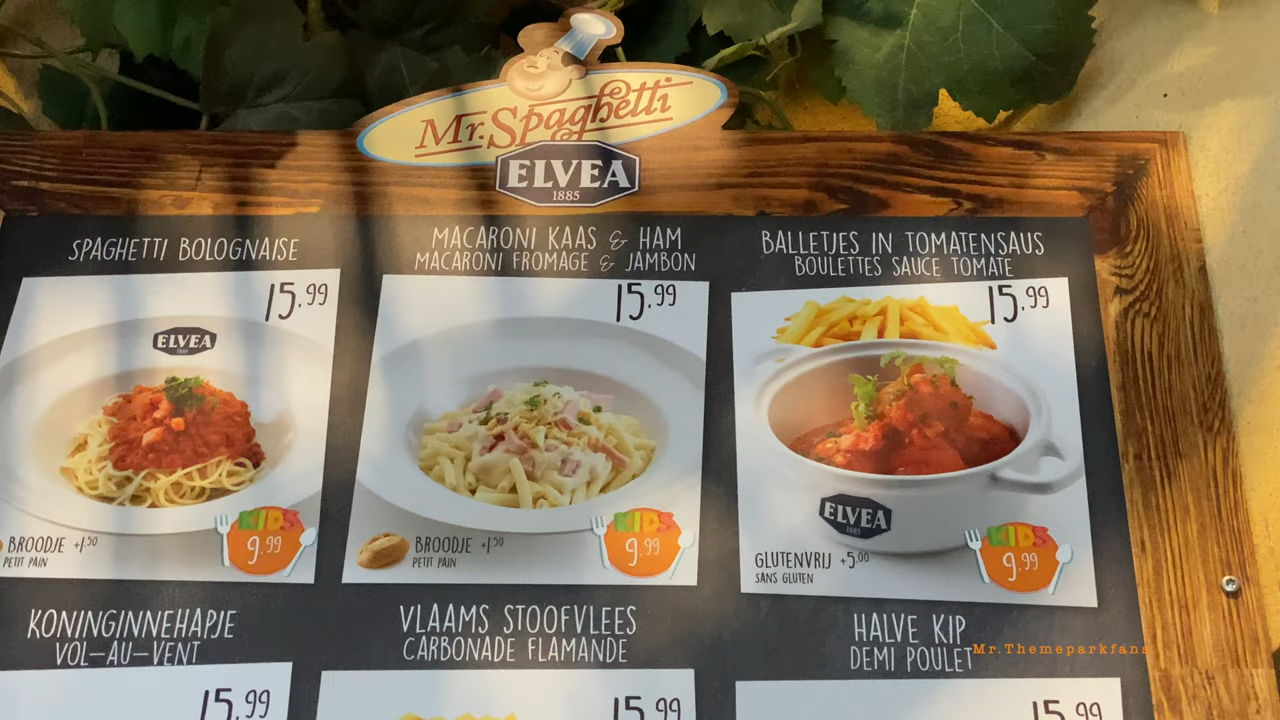 Mr. Spaghetti
ELVEA
1885
SPAGHETTI BOLOGNAISE
15.99
ELVEA
1885
BROODJE +1.50
PETIT PAIN
KIDS
9.99
MACARONI KAAS & HAM
MACARONI FROMAGE & JAMBON
15.99
BROODJE +1.50
PETIT PAIN
KIDS
9.99
BALLETJES IN TOMATENSAUS
BOULETTES SAUCE TOMATE
15.99
ELVEA
1885
GLUTENVRIJ +5.00
SANS GLUTEN
KIDS
9.99
KONINGINNEHAPJE
VOL-AU-VENT
15.99
VLAAMS STOOFVLEES
CARBONADE FLAMANDE
15.99
HALVE KIP
DEMI POULET
15.99
Mr.Themeparkfans